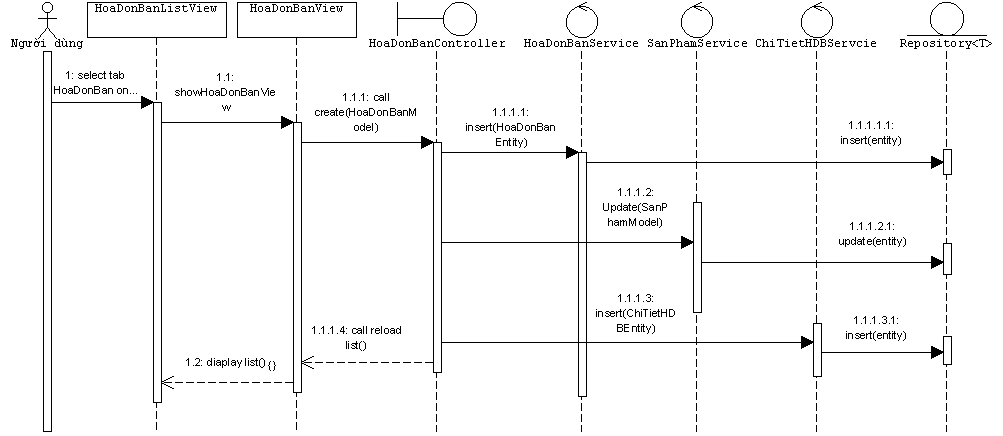 HoaDonBanListView
HoaDonBanView
Người dùng
HoaDonBanController
HoaDonBanService
SanPhamService
ChiTietHDBServcie
Repository<T>
1: select tab
HoaDonBan on...
1.1:
showHoaDonBanVie
w
1.1.1: call
create(HoaDonBanM
odel)
1.1.1.1:
insert(HoaDonBan
Entity)
1.1.1.1.1:
insert(entity)
1.1.1.2:
Update(SanP
hamModel)
1.1.1.2.1:
update(entity)
1.1.1.3:
insert(ChiTietHD
BEntity)
1.1.1.3.1:
insert(entity)
1.1.1.4: call reload
list()
1.2: diaplay list()
{}